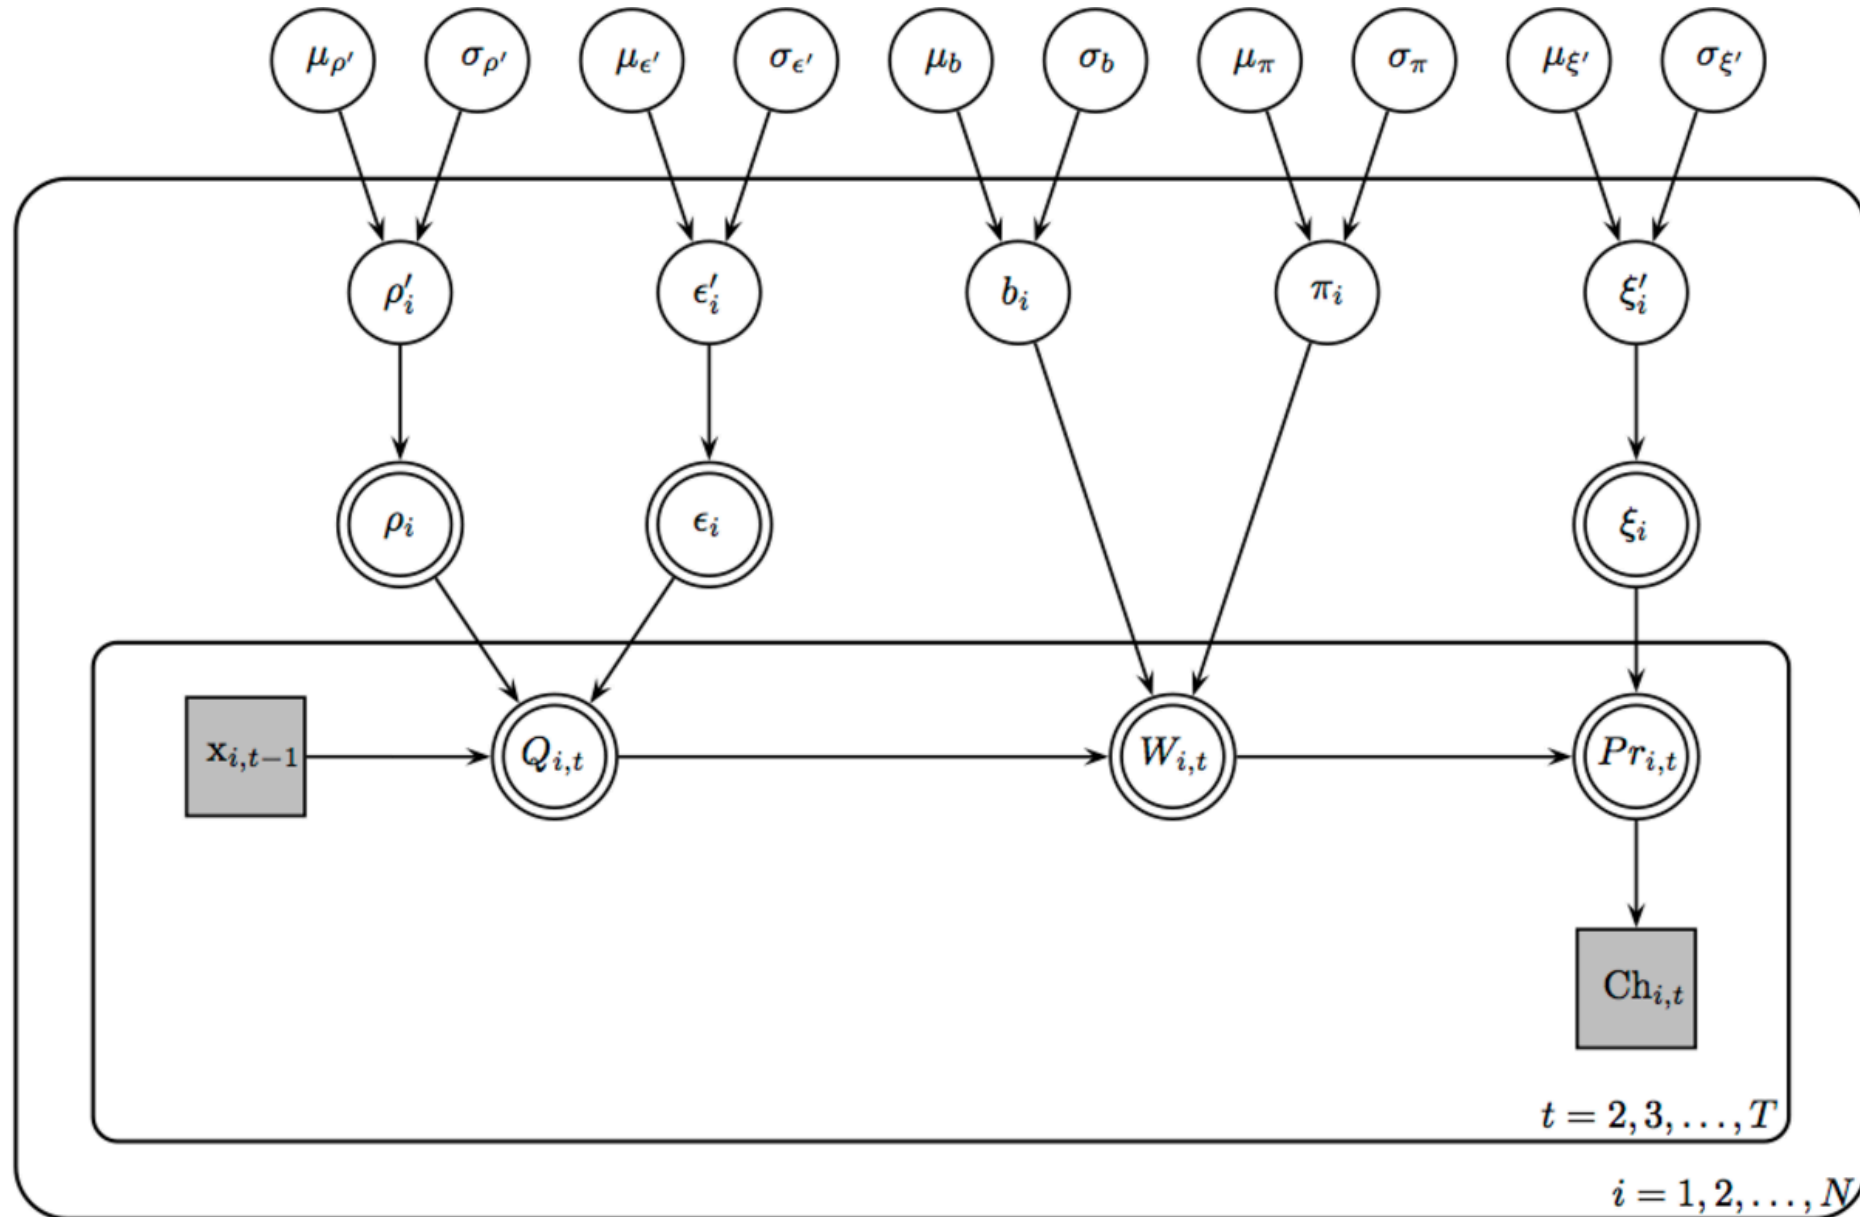 μ_ρ′ σ_ρ′ μ_ϵ′ σ_ϵ′ μ_b σ_b μ_π σ_π μ_ξ′ σ_ξ′
ρ′_i ϵ′_i b_i π_i ξ′_i
ρ_i ϵ_i ξ_i
x_{i,t−1} Q_{i,t} W_{i,t} Pr_{i,t}
Ch_{i,t}
t = 2, 3, . . . , T
i = 1, 2, . . . , N